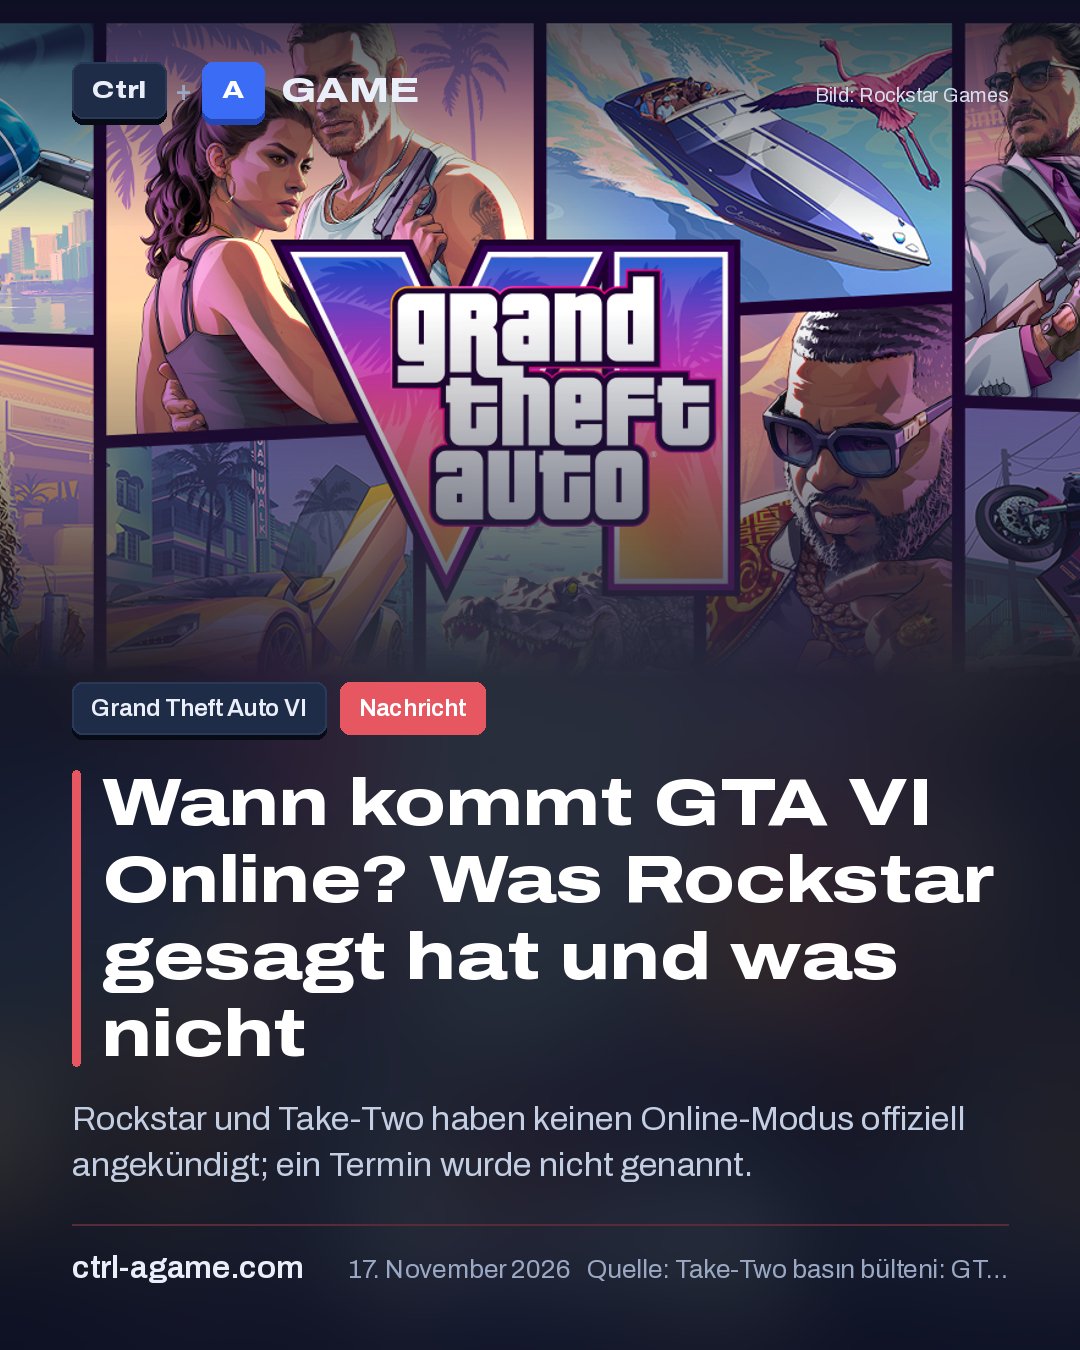 Ctrl + A GAME
Bild: Rockstar Games
grand
theft
auto
VI
Grand Theft Auto VI
Nachricht
Wann kommt GTA VI
Online? Was Rockstar
gesagt hat und was
nicht
Rockstar und Take-Two haben keinen Online-Modus offiziell
angekündigt; ein Termin wurde nicht genannt.
ctrl-agame.com
17. November 2026 Quelle: Take-Two basın bülteni: GT...